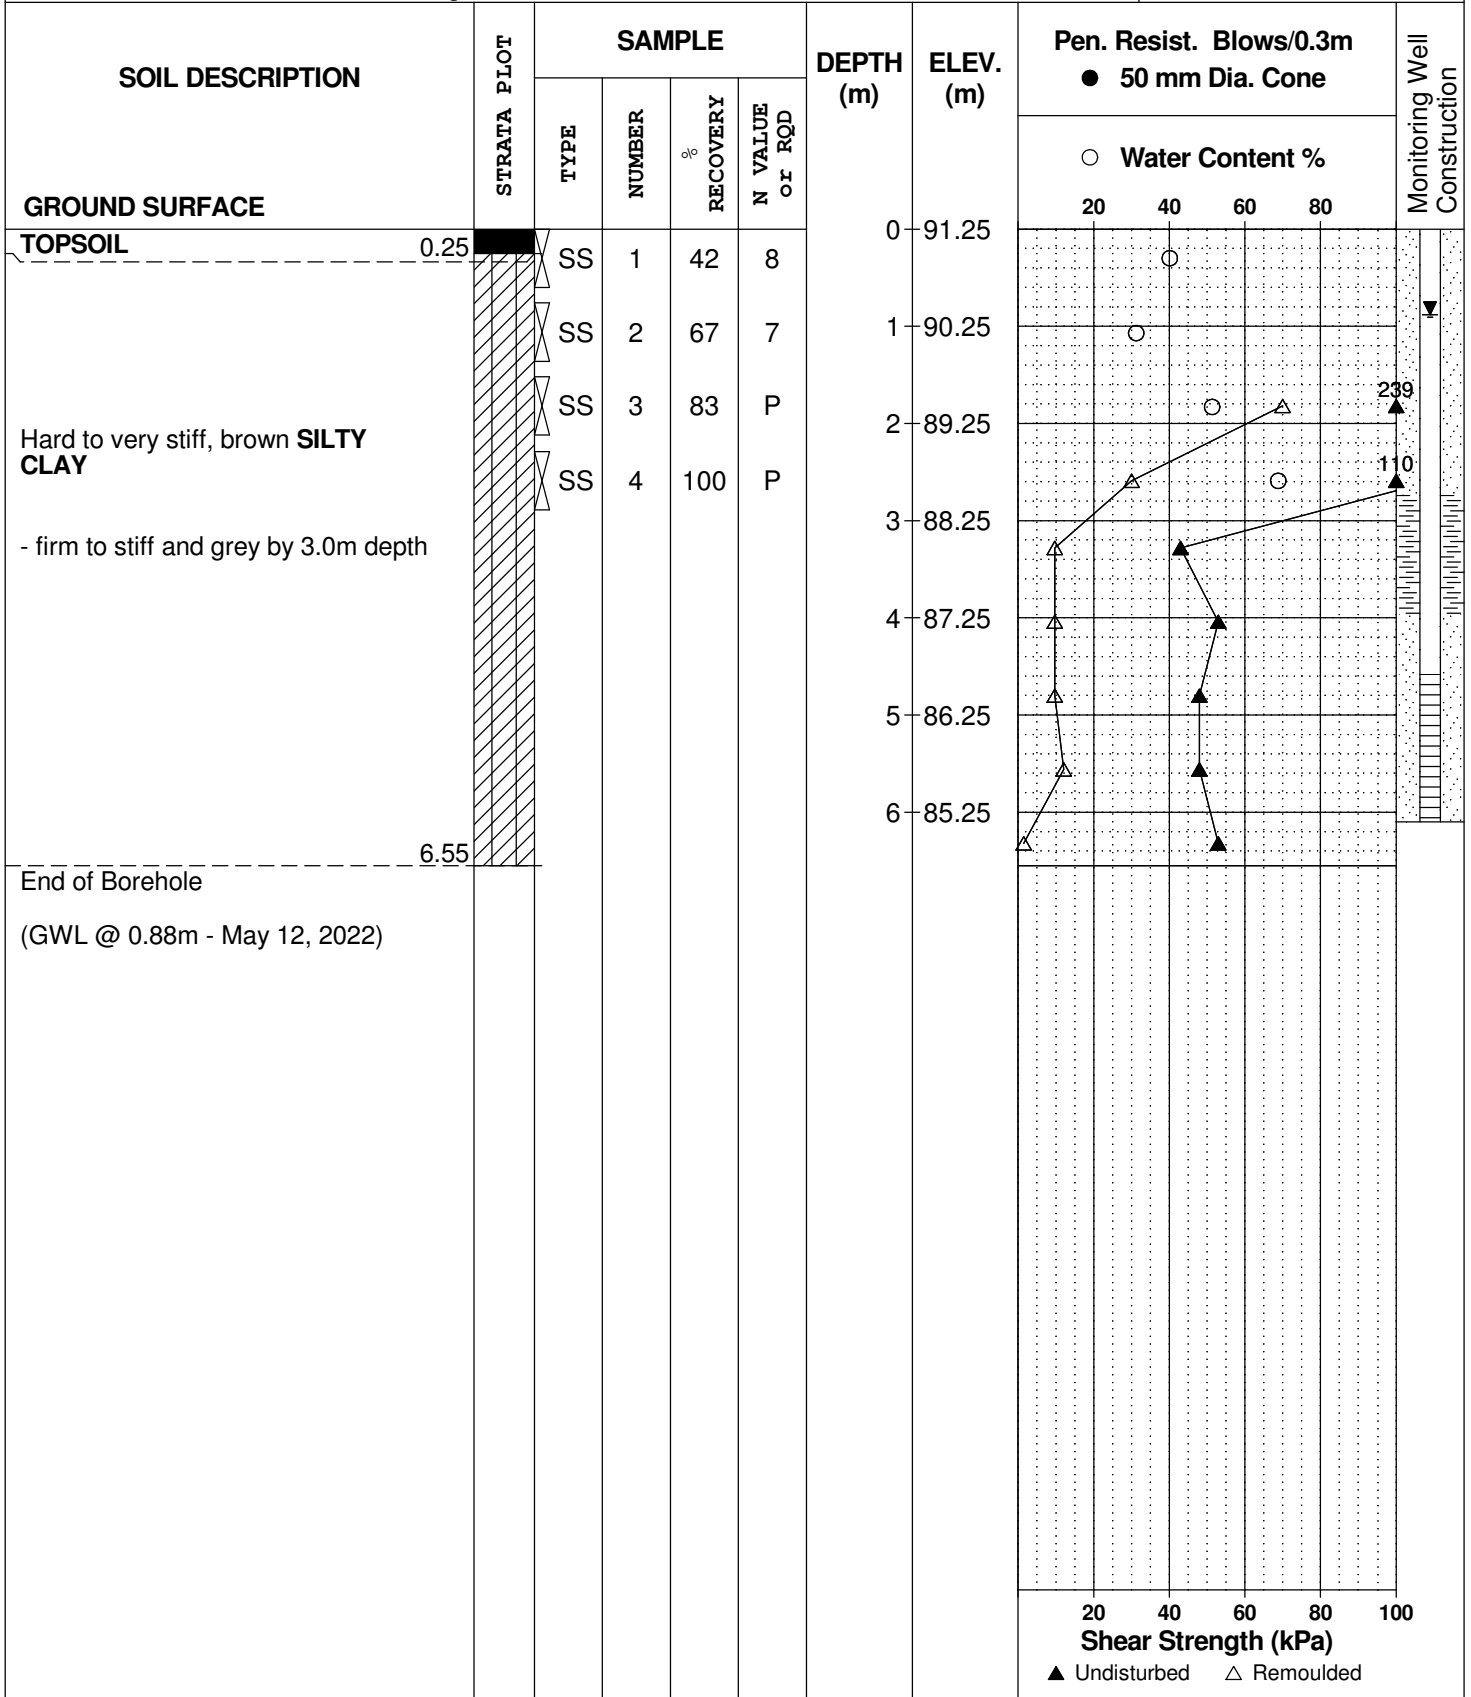 SOIL DESCRIPTION
GROUND SURFACE
STRATA PLOT
SAMPLE
TYPE
NUMBER
% RECOVERY
N VALUE
or RQD
DEPTH
(m)
ELEV.
(m)
Pen. Resist. Blows/0.3m
● 50 mm Dia. Cone
○ Water Content %
20 40 60 80
Monitoring Well
Construction
TOPSOIL 0.25
SS 1 42 8
SS 2 67 7
SS 3 83 P
SS 4 100 P
Hard to very stiff, brown SILTY
CLAY
- firm to stiff and grey by 3.0m depth
6.55
End of Borehole
(GWL @ 0.88m - May 12, 2022)
0 91.25
1 90.25
2 89.25
3 88.25
4 87.25
5 86.25
6 85.25
239
110
20 40 60 80 100
Shear Strength (kPa)
▲ Undisturbed △ Remoulded